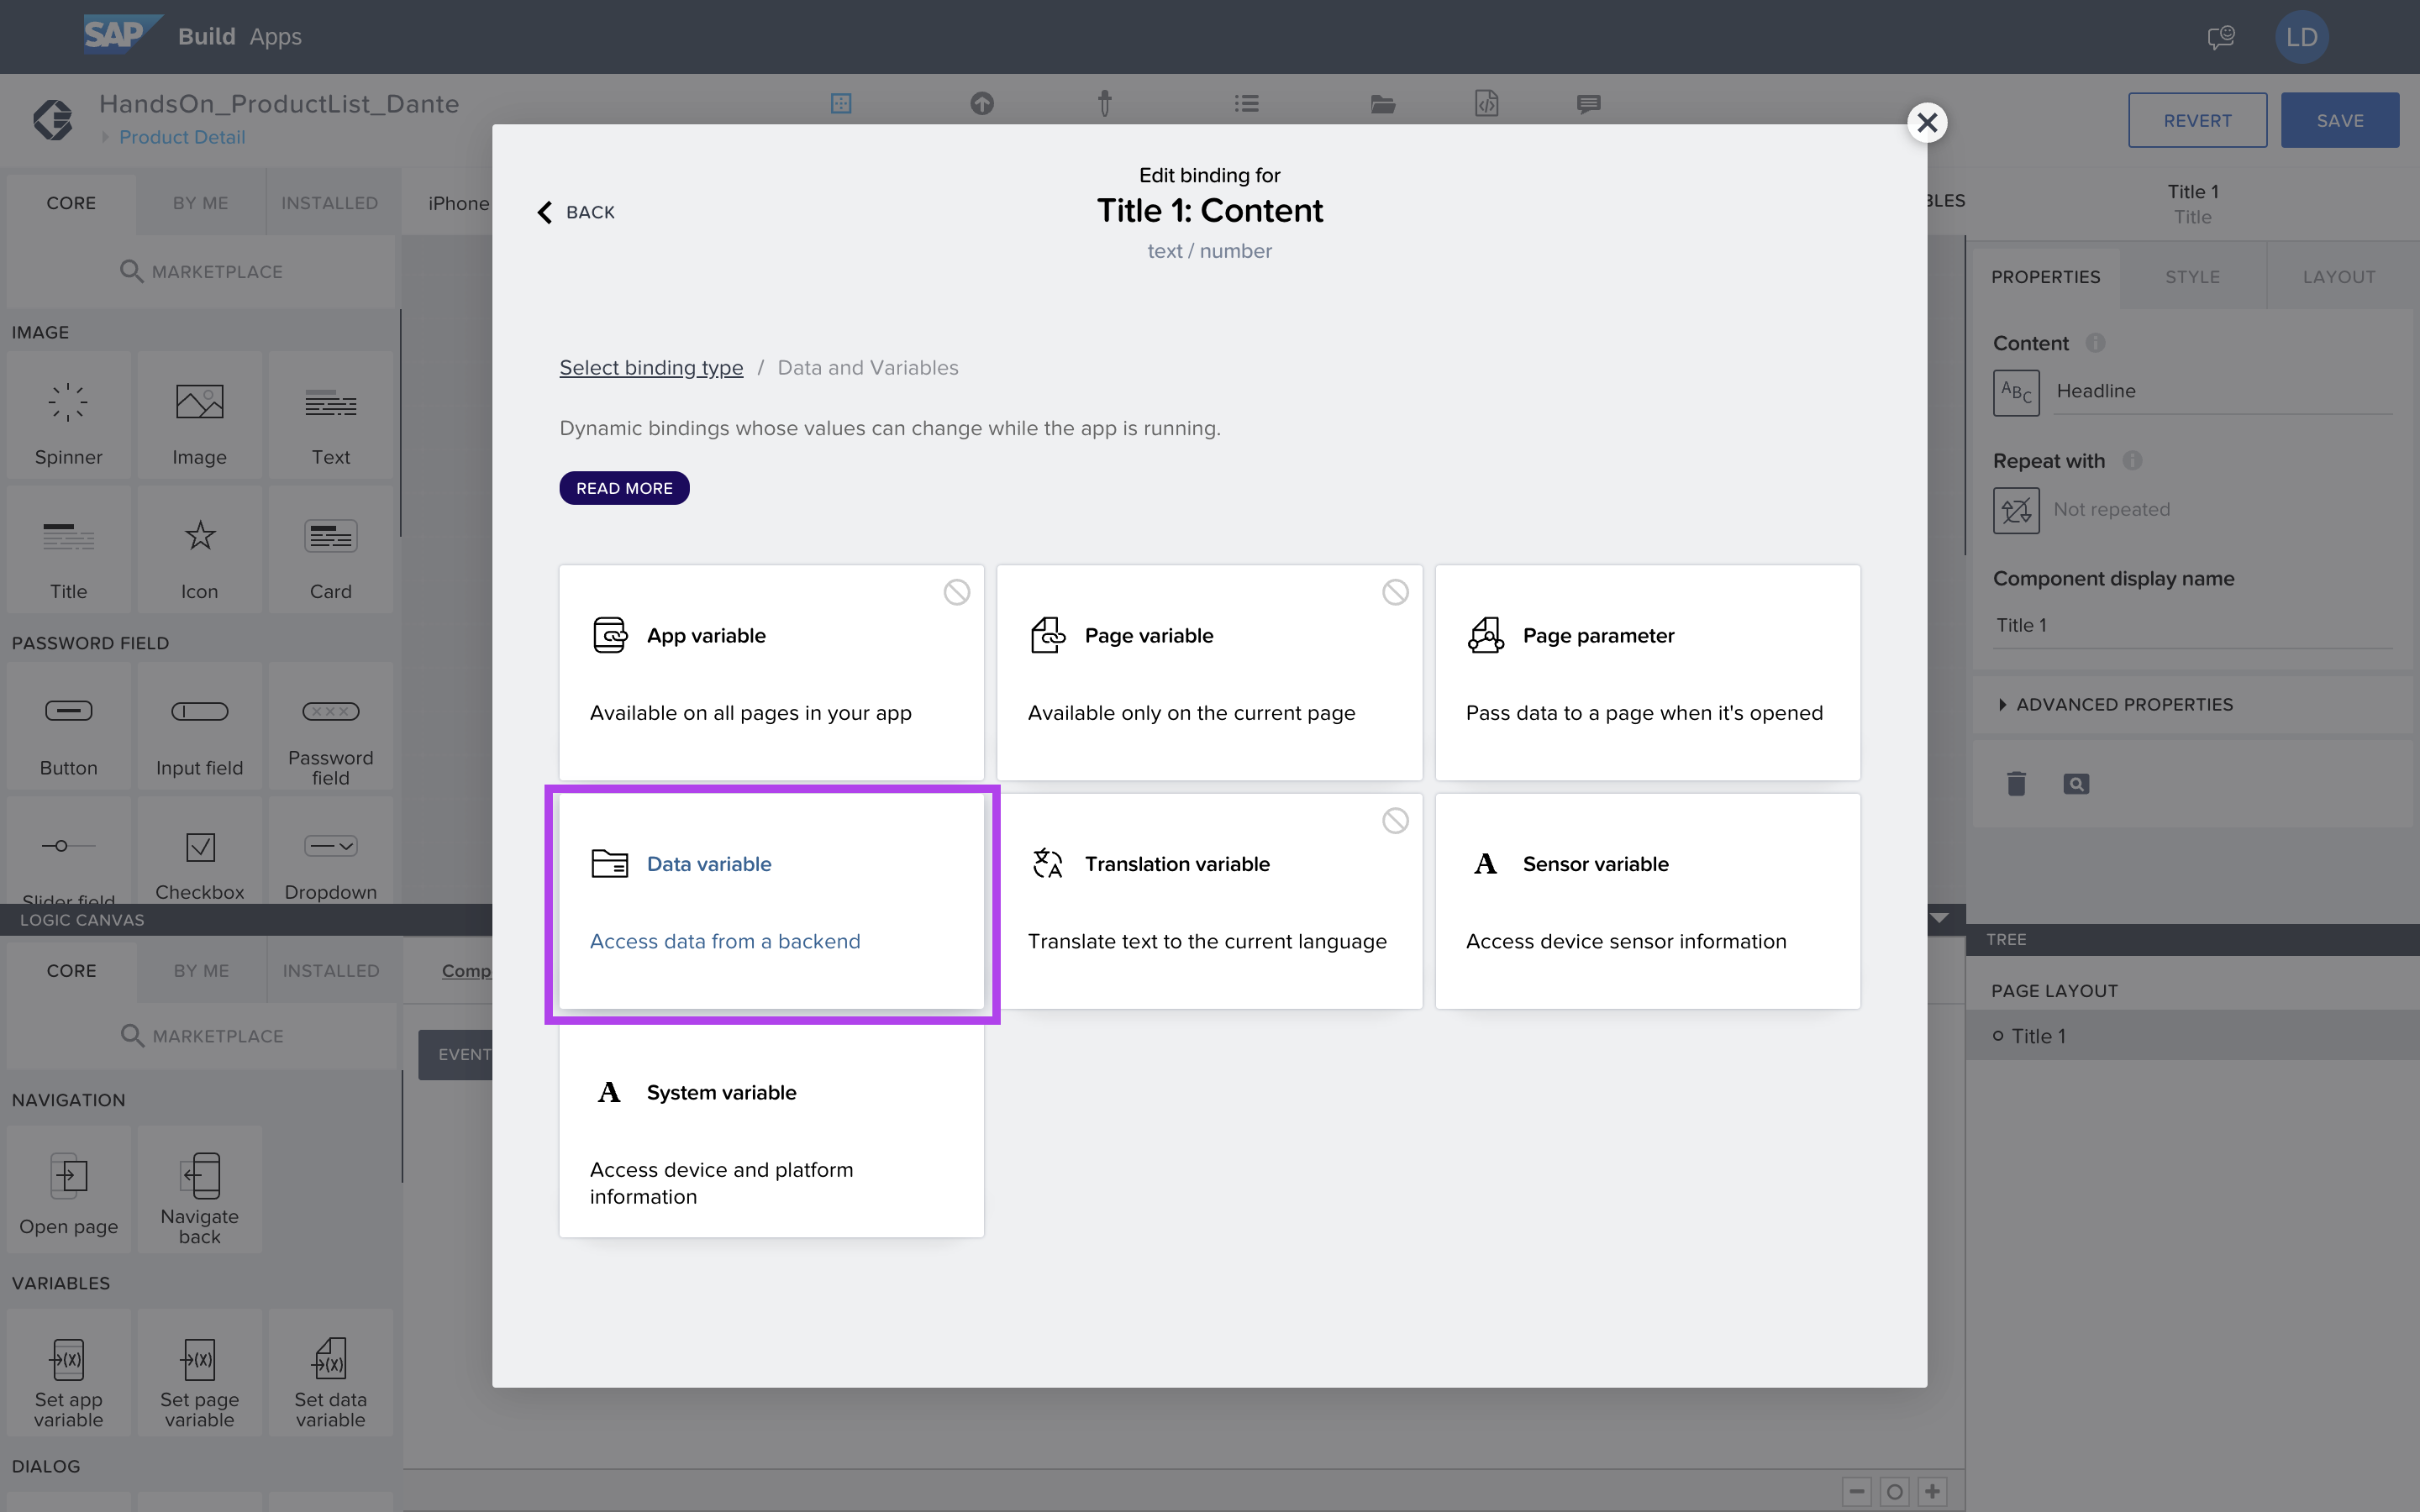 SAP Build Apps
LD
HandsOn_ProductList_Dante
Product Detail
REVERT
SAVE
CORE
BY ME
INSTALLED
iPhone
MARKETPLACE
IMAGE
Spinner
Image
Text
Title
Icon
Card
PASSWORD FIELD
Button
Input field
Password
field
Slider field
Checkbox
Dropdown
LOGIC CANVAS
CORE
BY ME
INSTALLED
Comp
MARKETPLACE
EVENT
NAVIGATION
Open page
Navigate
back
VARIABLES
Set app
variable
Set page
variable
Set data
variable
DIALOG
Edit binding for
BACK
Title 1: Content
text / number
Select binding type / Data and Variables
Dynamic bindings whose values can change while the app is running.
READ MORE
App variable
Available on all pages in your app
Page variable
Available only on the current page
Page parameter
Pass data to a page when it's opened
Data variable
Access data from a backend
Translation variable
Translate text to the current language
A Sensor variable
Access device sensor information
A System variable
Access device and platform
information
BLES
Title 1
Title
PROPERTIES
STYLE
LAYOUT
Content
ABC
Headline
Repeat with
Not repeated
Component display name
Title 1
ADVANCED PROPERTIES
TREE
PAGE LAYOUT
Title 1